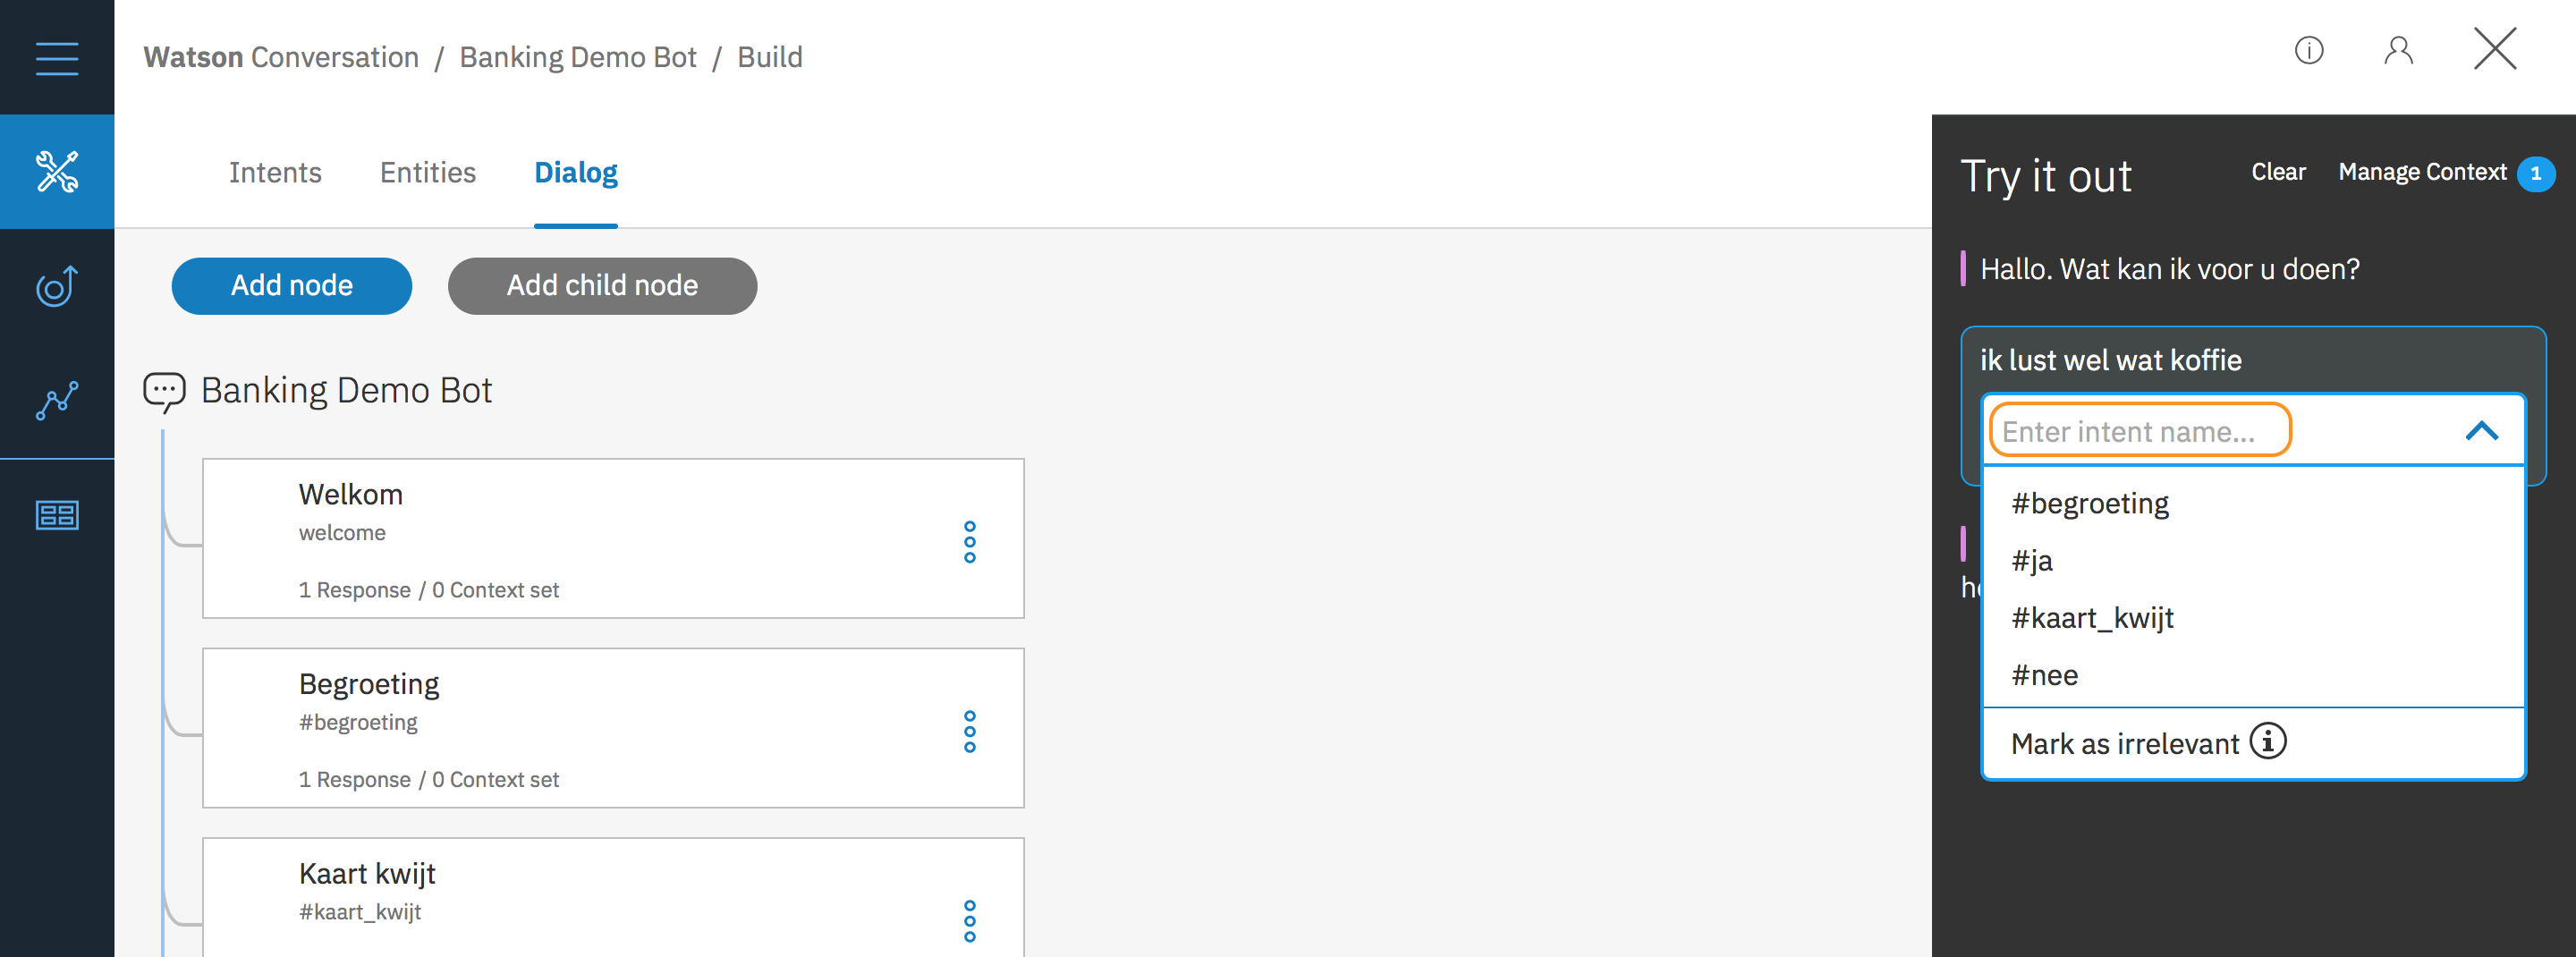 Watson Conversation / Banking Demo Bot / Build
Intents Entities Dialog
Add node Add child node
Banking Demo Bot
Welkom
welcome
1 Response / 0 Context set
Begroeting
#begroeting
1 Response / 0 Context set
Kaart kwijt
#kaart_kwijt
Try it out Clear Manage Context 1
Hallo. Wat kan ik voor u doen?
ik lust wel wat koffie
Enter intent name...
#begroeting
#ja
#kaart_kwijt
#nee
Mark as irrelevant